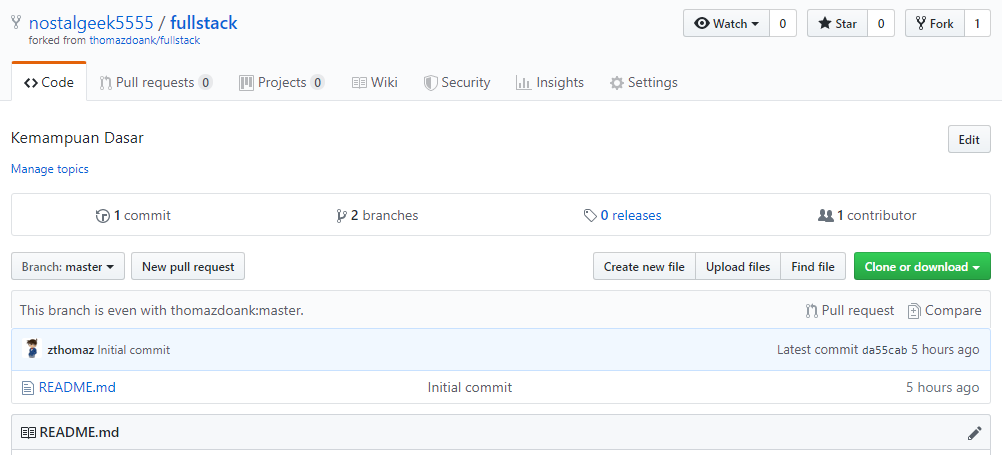 nostalgeek5555 / fullstack
forked from thomazdoank/fullstack
Watch 0 Star 0 Fork 1
Code Pull requests 0 Projects 0 Wiki Security Insights Settings
Kemampuan Dasar
Edit
Manage topics
1 commit 2 branches 0 releases 1 contributor
Branch: master New pull request Create new file Upload files Find file Clone or download
This branch is even with thomazdoank:master. Pull request Compare
zthomaz Initial commit Latest commit da55cab 5 hours ago
README.md Initial commit 5 hours ago
README.md